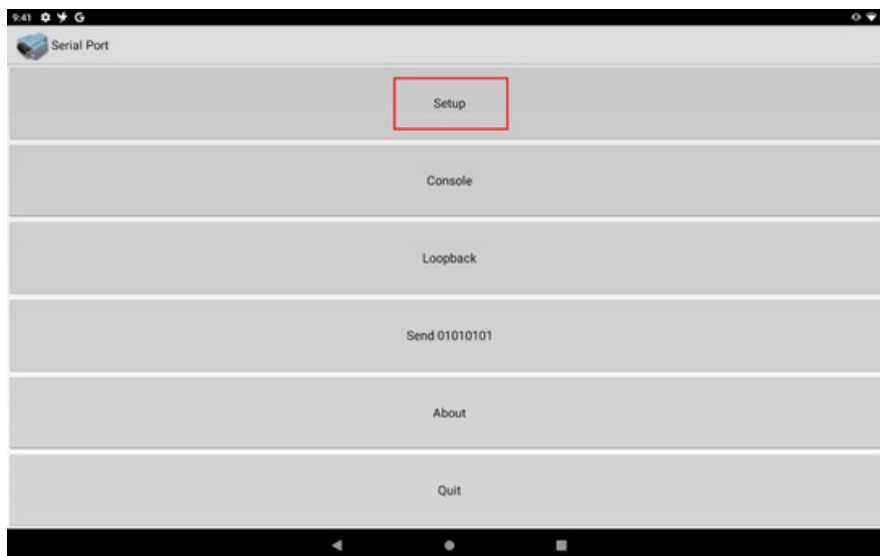 9:41 G
Serial Port
Setup
Console
Loopback
Send 01010101
About
Quit